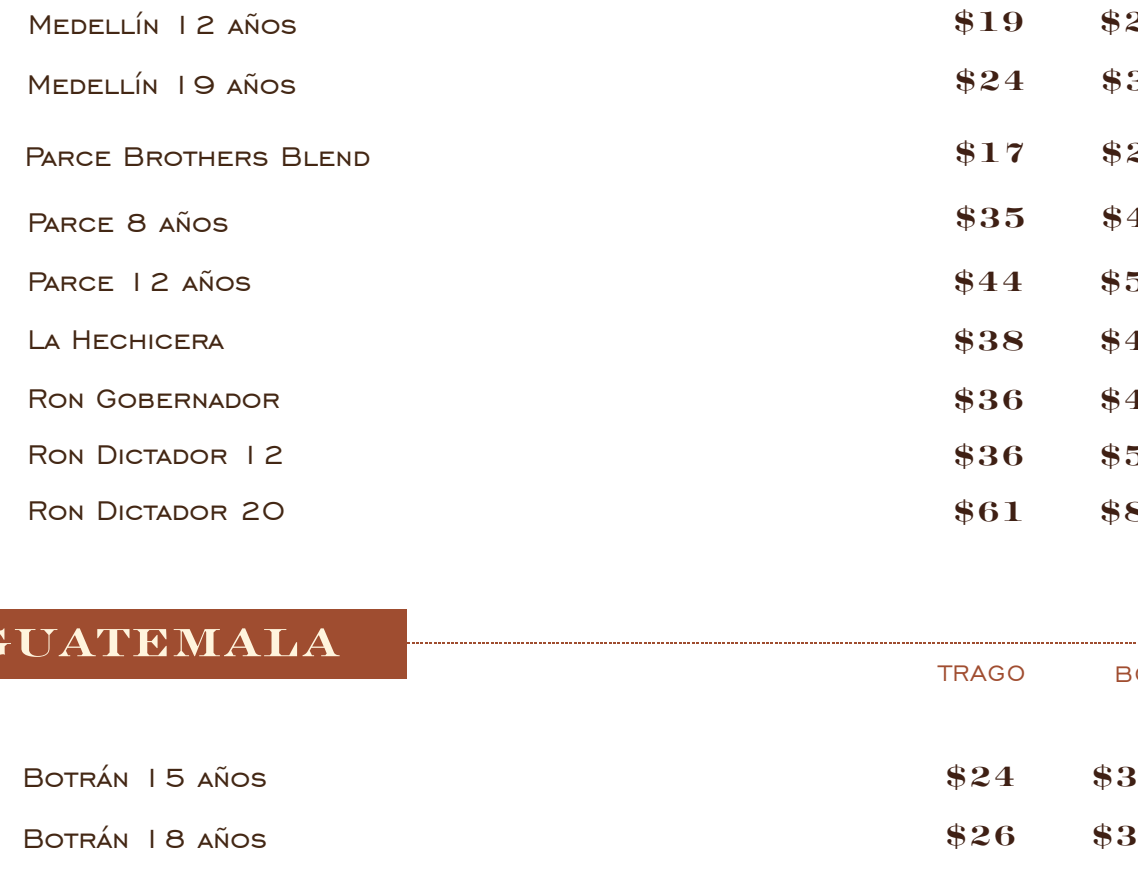 Medellín 12 años $19
Medellín 19 años $24
Parce Brothers Blend $17
Parce 8 años $35
Parce 12 años $44
La Hechicera $38
Ron Gobernador $36
Ron Dictador 12 $36
Ron Dictador 20 $61
GUATEMALA
TRAGO
Botrán 15 años $24
Botrán 18 años $26